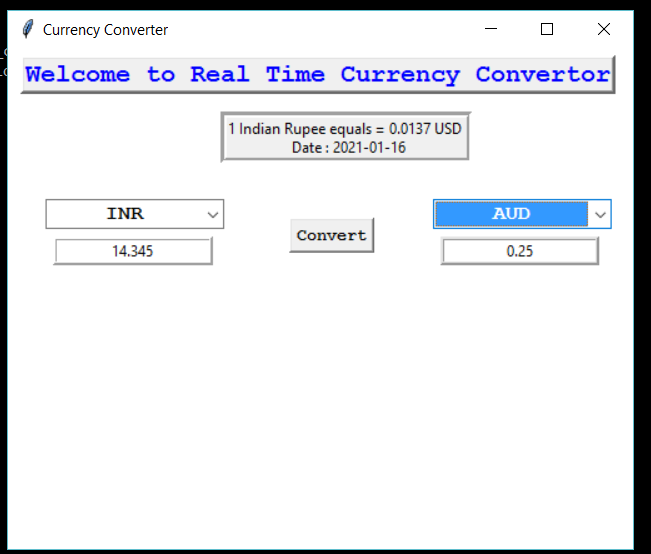 Currency Converter
Welcome to Real Time Currency Convertor
1 Indian Rupee equals = 0.0137 USD
Date : 2021-01-16
INR
AUD
Convert
14.345
0.25